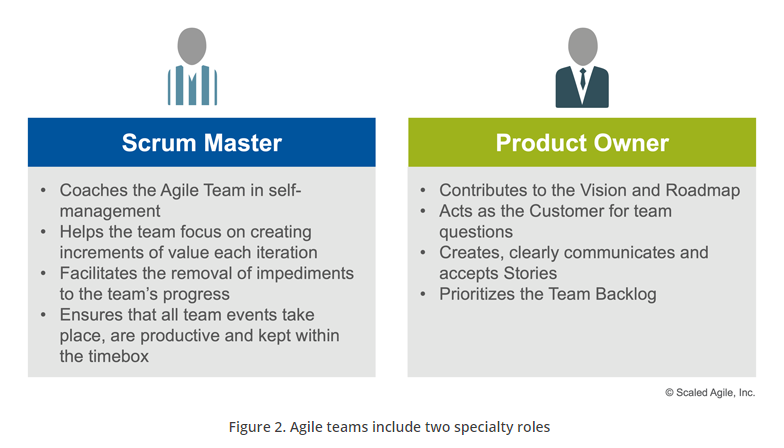 Scrum Master
• Coaches the Agile Team in self-
management
• Helps the team focus on creating
increments of value each iteration
• Facilitates the removal of impediments
to the team's progress
• Ensures that all team events take
place, are productive and kept within
the timebox
Product Owner
• Contributes to the Vision and Roadmap
• Acts as the Customer for team
questions
• Creates, clearly communicates and
accepts Stories
• Prioritizes the Team Backlog
© Scaled Agile, Inc.
Figure 2. Agile teams include two specialty roles